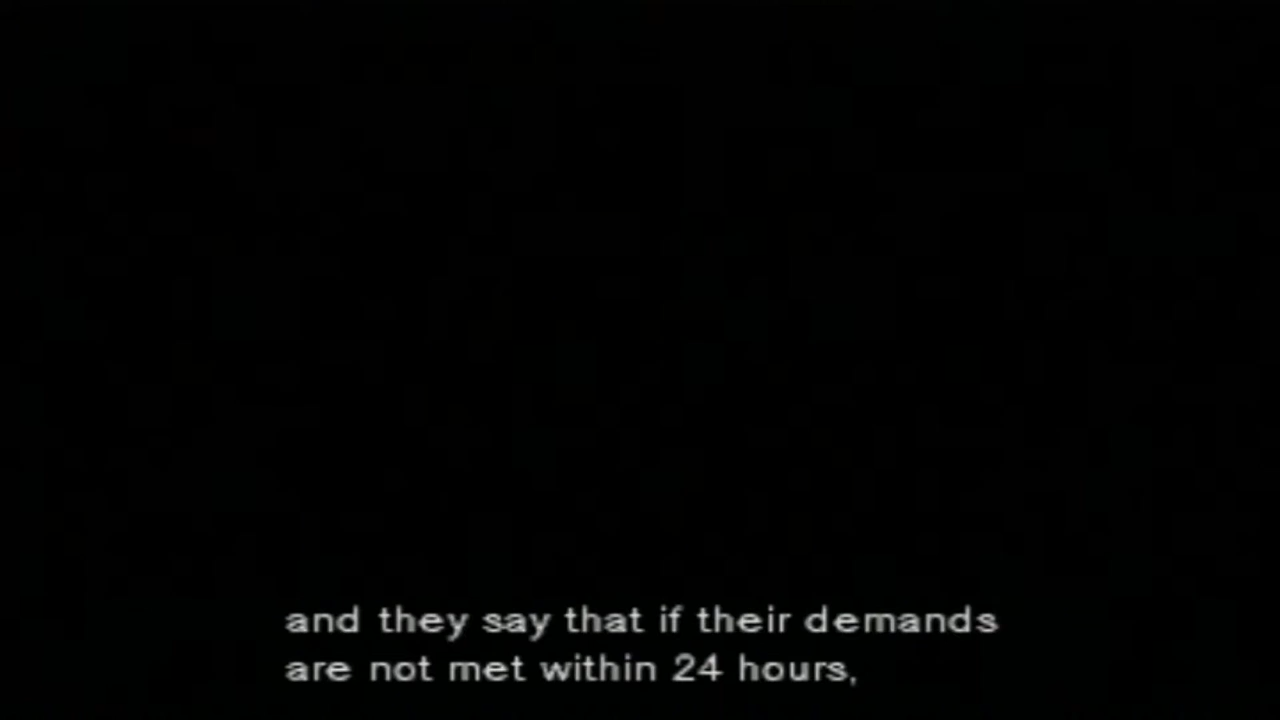 and they say that if their demands
are not met within 24 hours,